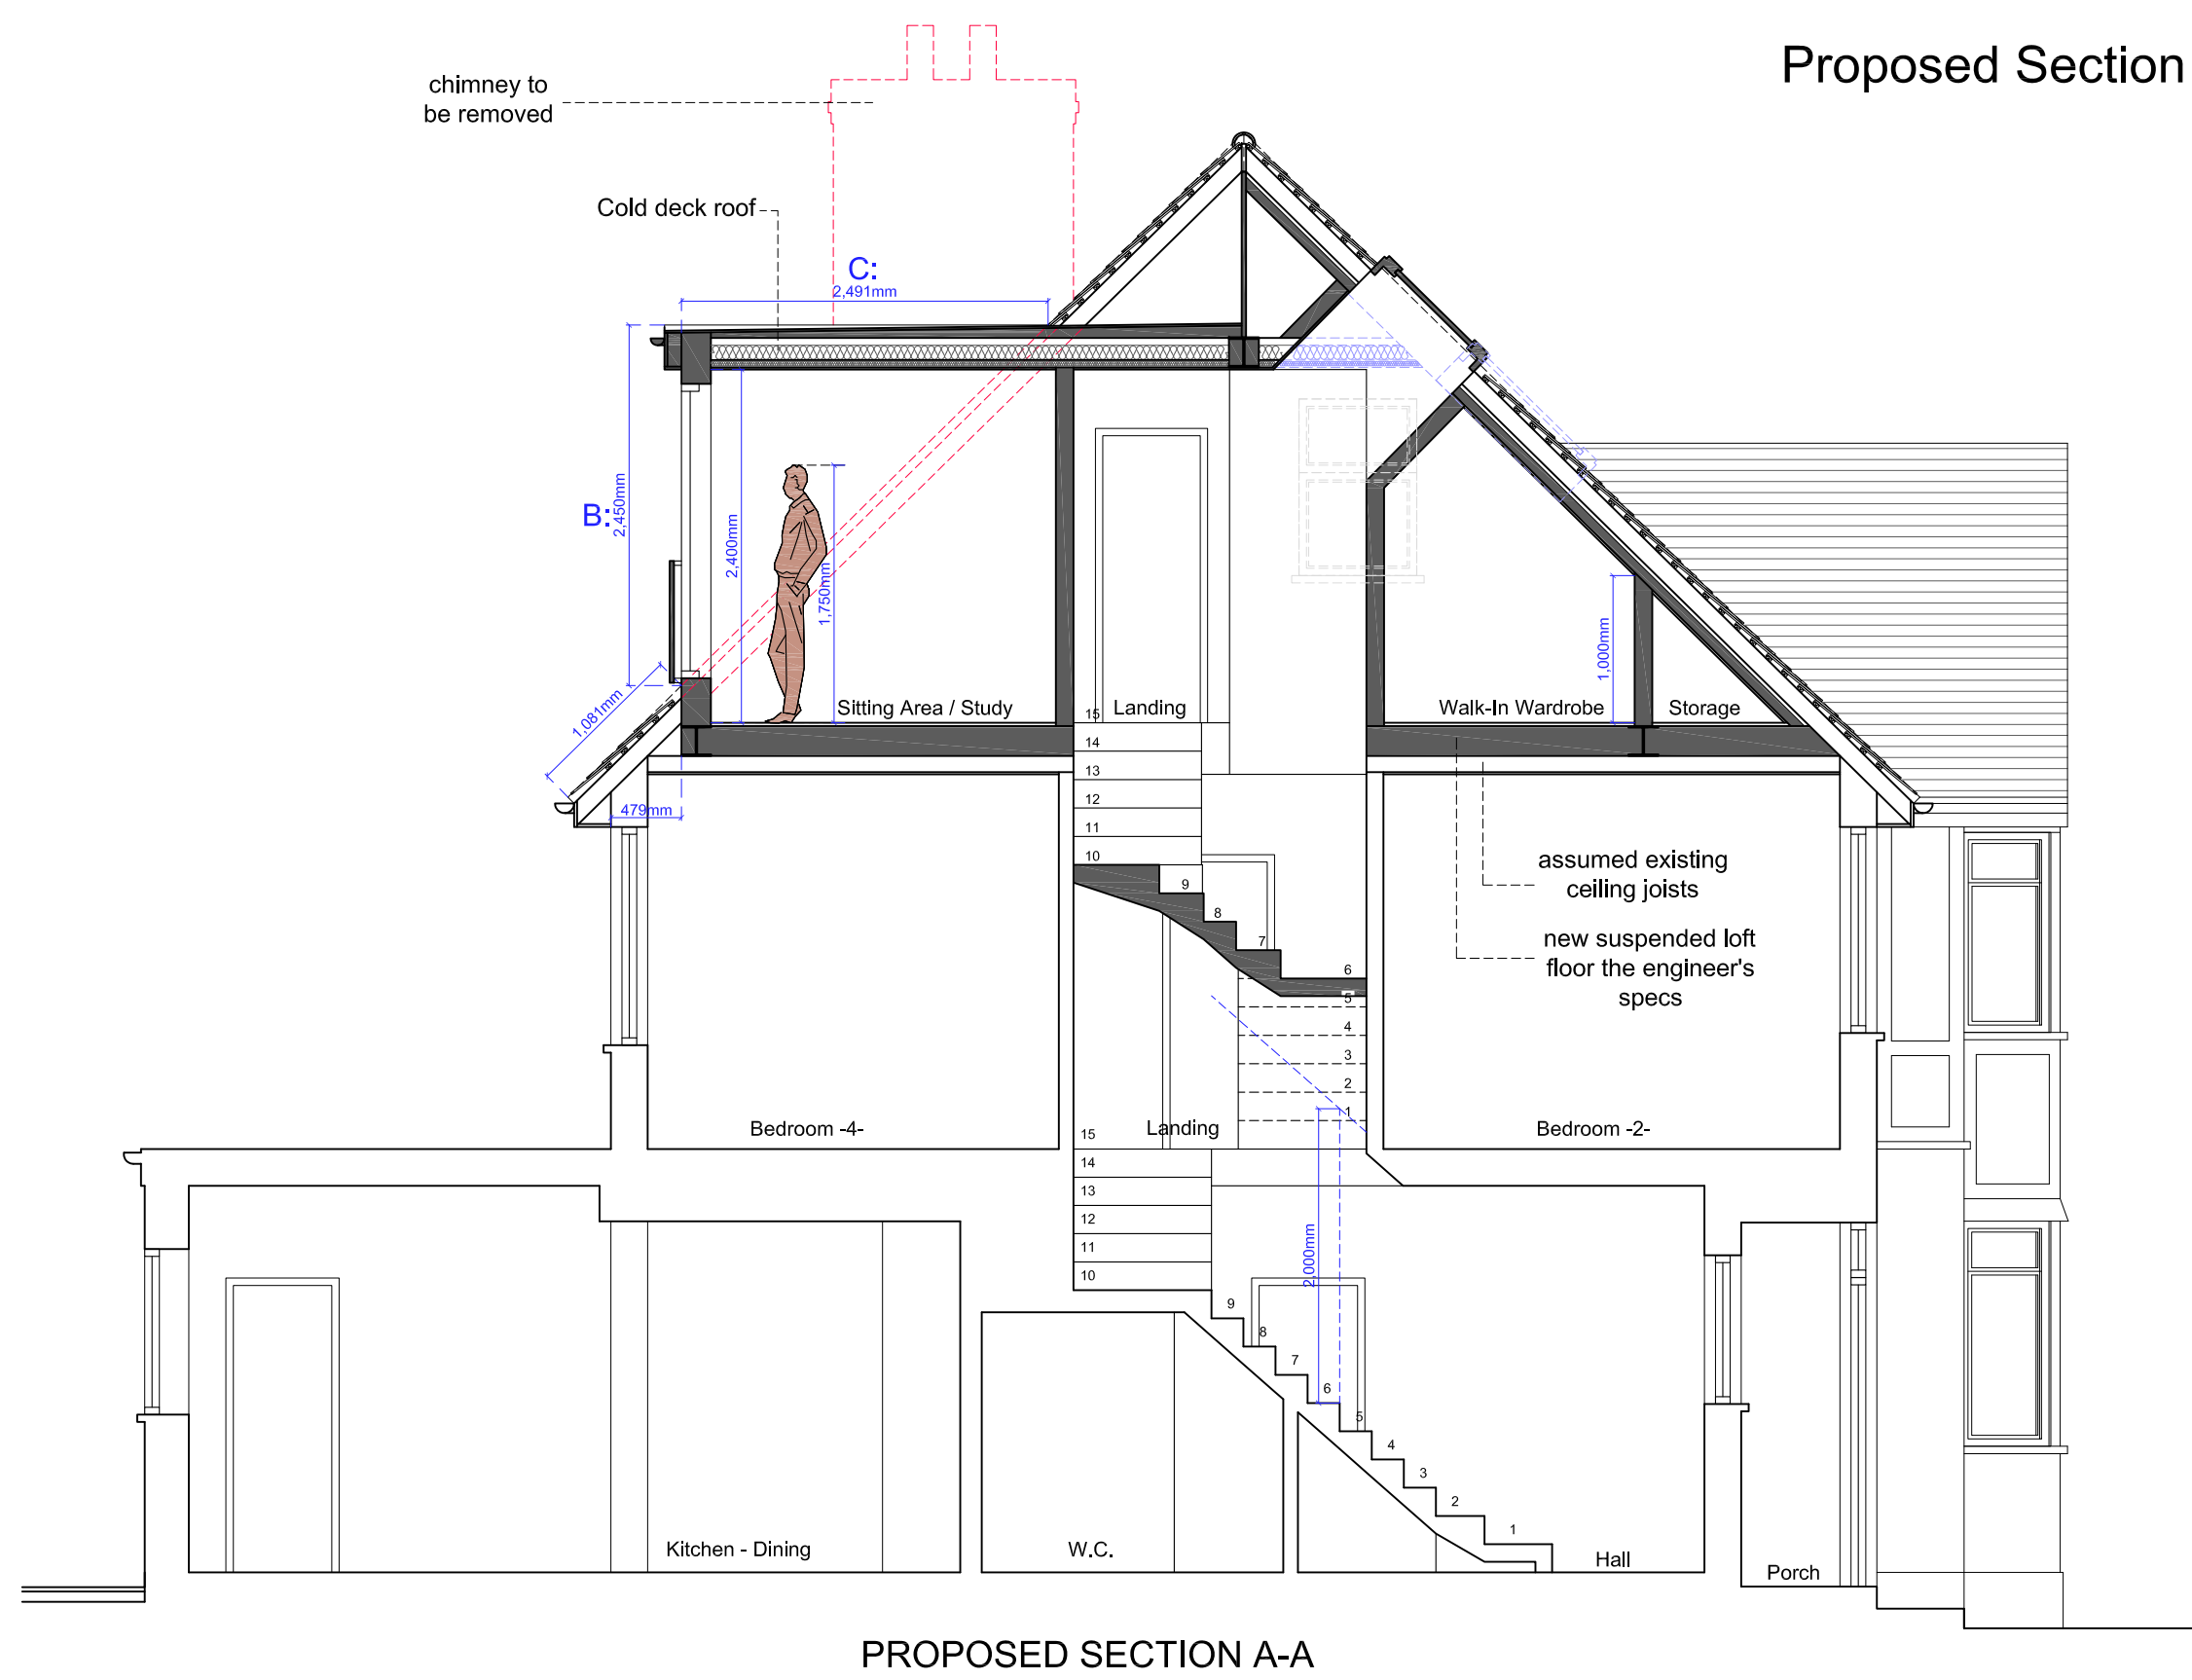 Proposed Section
chimney to
be removed
Cold deck roof
C:
2,491mm
B:
2,450mm
2,400mm
1,750mm
1,000mm
1,081mm
479mm
Sitting Area / Study
15
Landing
Walk-In Wardrobe
Storage
14
13
12
11
10
9
8
7
6
5
4
3
2
1
assumed existing
ceiling joists
new suspended loft
floor the engineer's
specs
Bedroom -4-
15
Landing
Bedroom -2-
14
13
12
11
10
2,000mm
9
8
7
6
5
4
3
2
1
Kitchen - Dining
W.C.
Hall
Porch
PROPOSED SECTION A-A